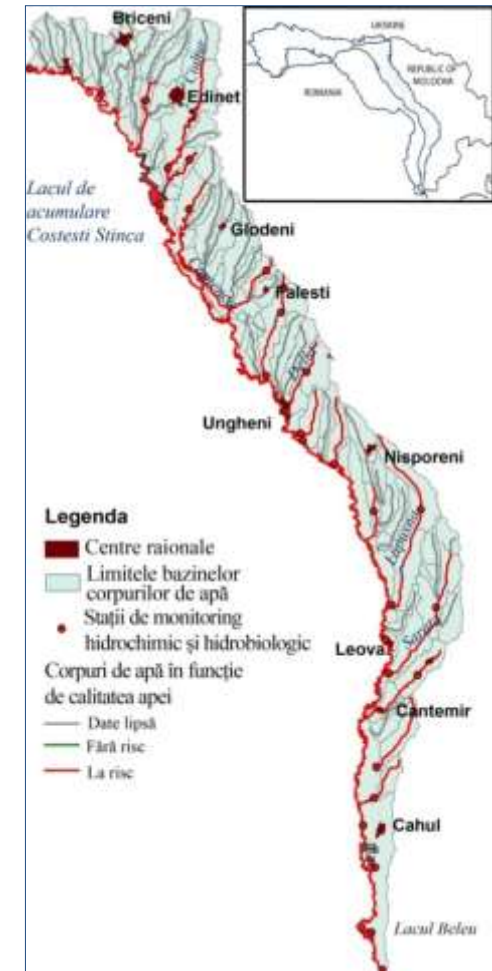 Briceni
Edinet
UKRAINE
REPUBLIC OF
MOLDOVA
ROMANIA
Lacul de
acumulare
Costesti Stinca
Glodeni
Falesti
Ungheni
Nisporeni
Lapusna
Sarata
Leova
Cantemir
Cahul
Lacul Beleu
Legenda
Centre raionale
Limitele bazinelor
corpurilor de apă
Stații de monitoring
hidrochimic și hidrobiologic
Corpuri de apă în funcție
de calitatea apei
Date lipsă
Fără risc
La risc